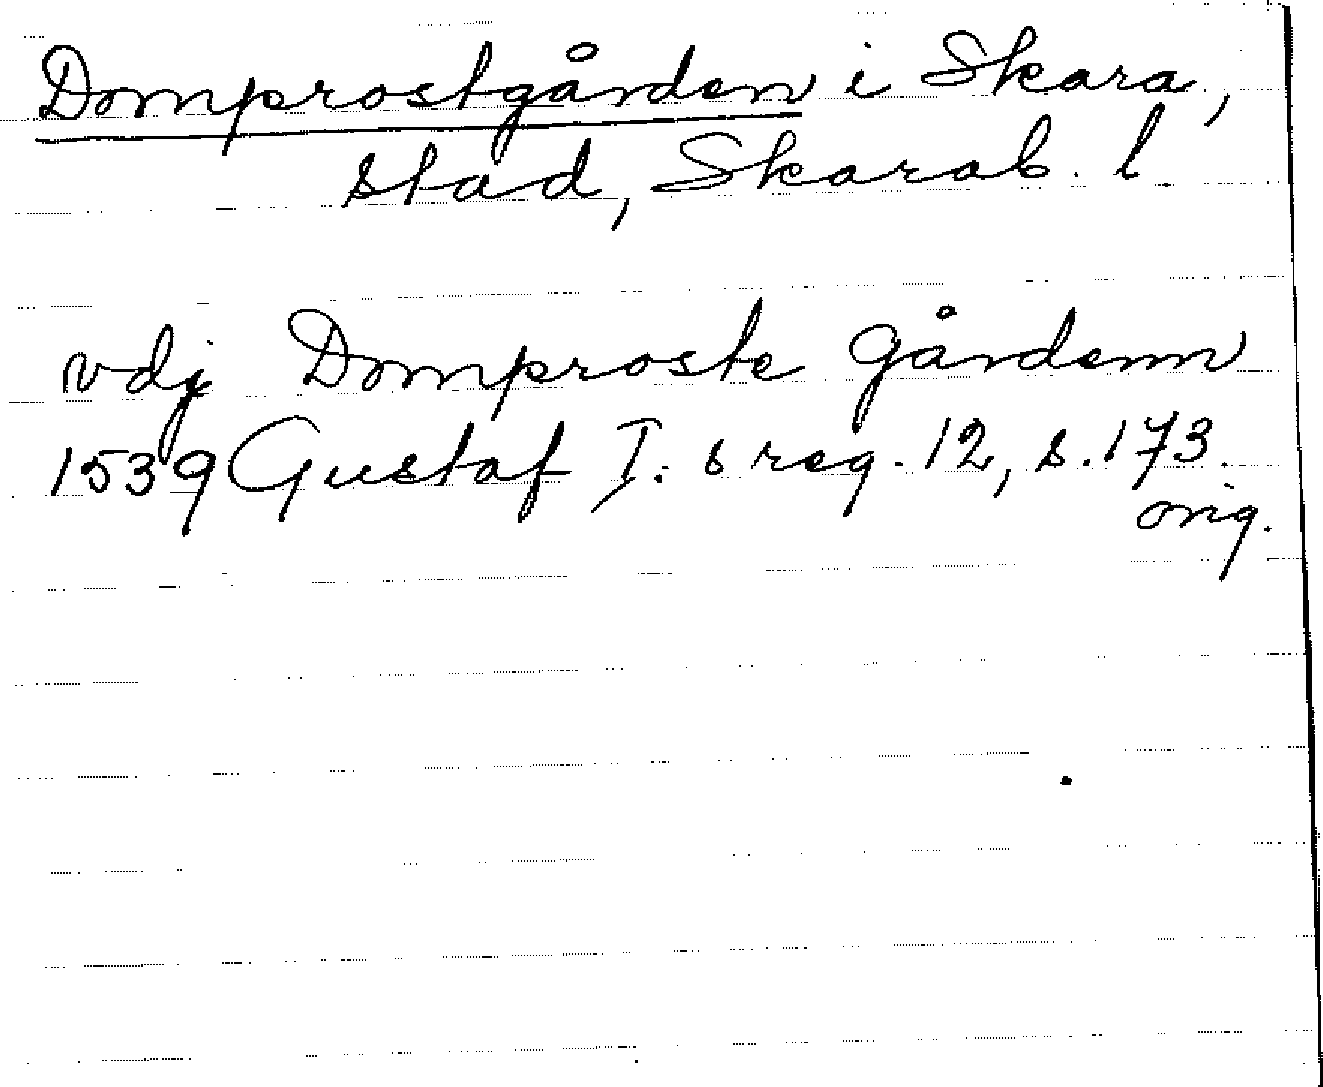 Domprostgården i Skara,
stad, Skarab. l.
vdj Domproste gårdenn
1539 Gustaf I:s reg. 12, s. 173.
orig.